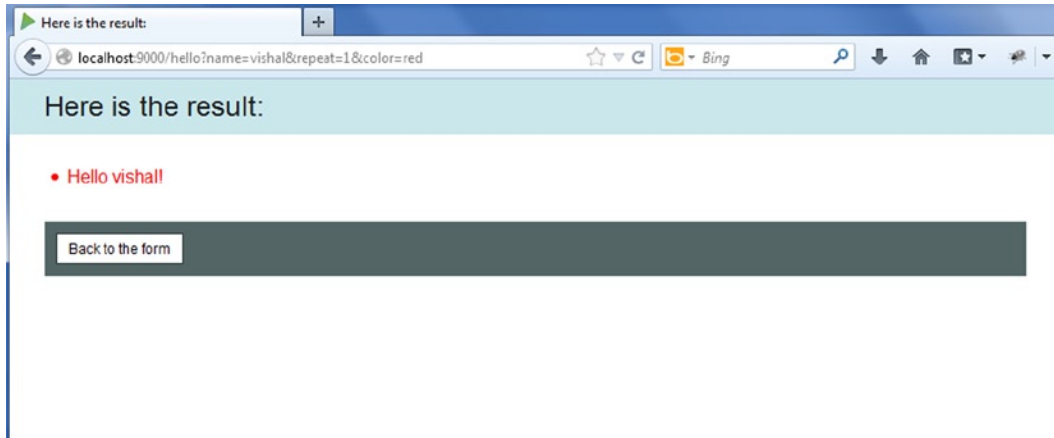 Here is the result:
localhost:9000/hello?name=vishal&repeat=1&color=red
Bing
Here is the result:
Hello vishal!
Back to the form